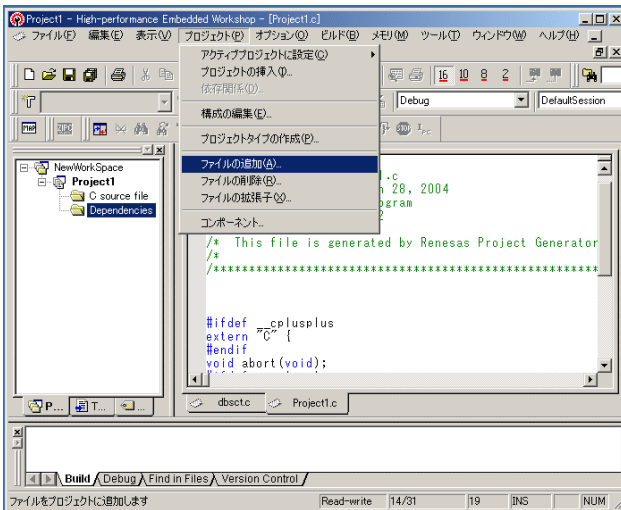 Project1 - High-performance Embedded Workshop - [Project1.c]
ファイル(F) 編集(E) 表示(V) プロジェクト(P) オプション(O) ビルド(B) メモリ(M) ツール(T) ウィンドウ(W) ヘルプ(H)
アクティブプロジェクトに設定(C)
プロジェクトの挿入(I)...
依存関係(D)...
構成の編集(E)...
プロジェクトタイプの作成(P)...
ファイルの追加(A)...
ファイルの削除(R)...
ファイルの拡張子(X)...
コンポーネント...
16 10 8 2
Debug
DefaultSession
MAP
NewWorkSpace
Project1
C source file
Dependencies
.c
28, 2004
ogram
/* This file is generated by Renesas Project Generator
/*
/*******************************************************
#ifdef __cplusplus
extern "C" {
#endif
void abort(void);
dbsct.c Project1.c
P... T... ...
Build Debug Find in Files Version Control
ファイルをプロジェクトに追加します
Read-write 14/31 19 INS NUM